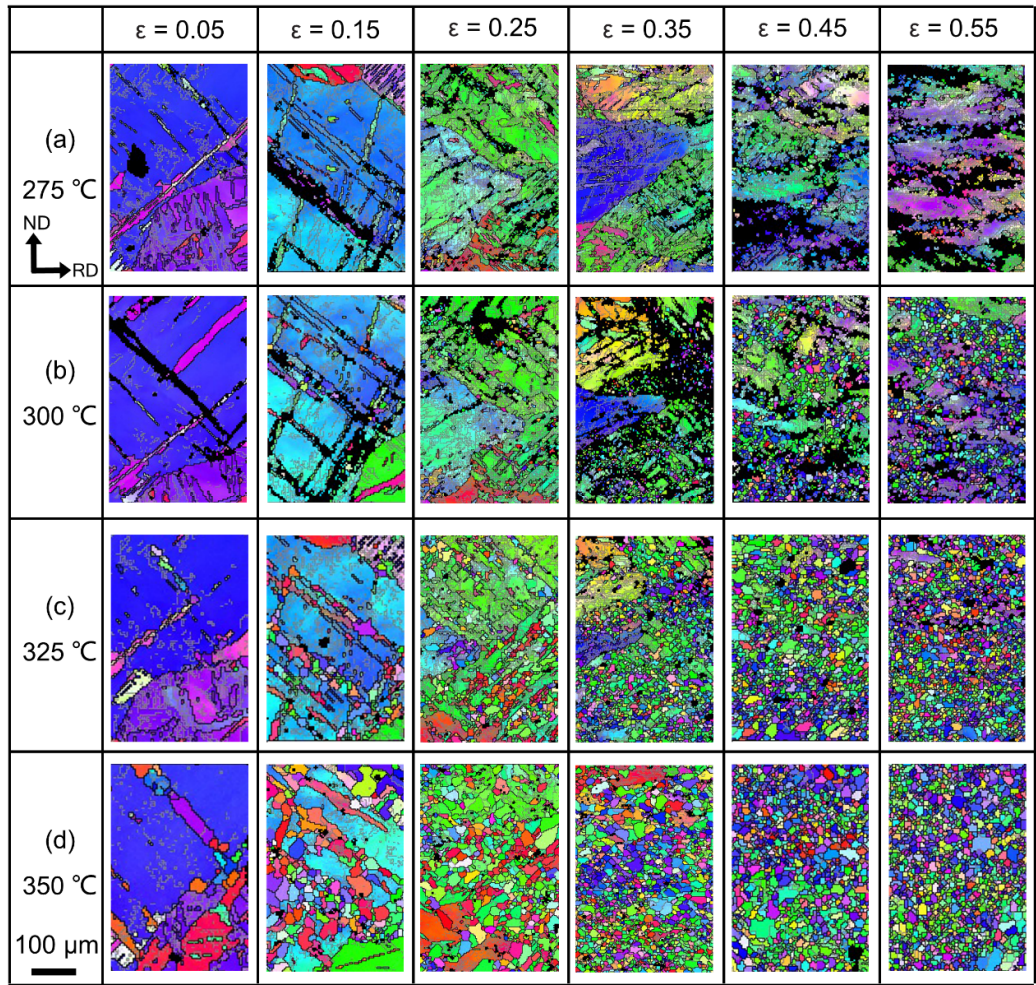 ε = 0.05 ε = 0.15 ε = 0.25 ε = 0.35 ε = 0.45 ε = 0.55
(a)
275 ℃
ND
RD
(b)
300 ℃
(c)
325 ℃
(d)
350 ℃
100 μm